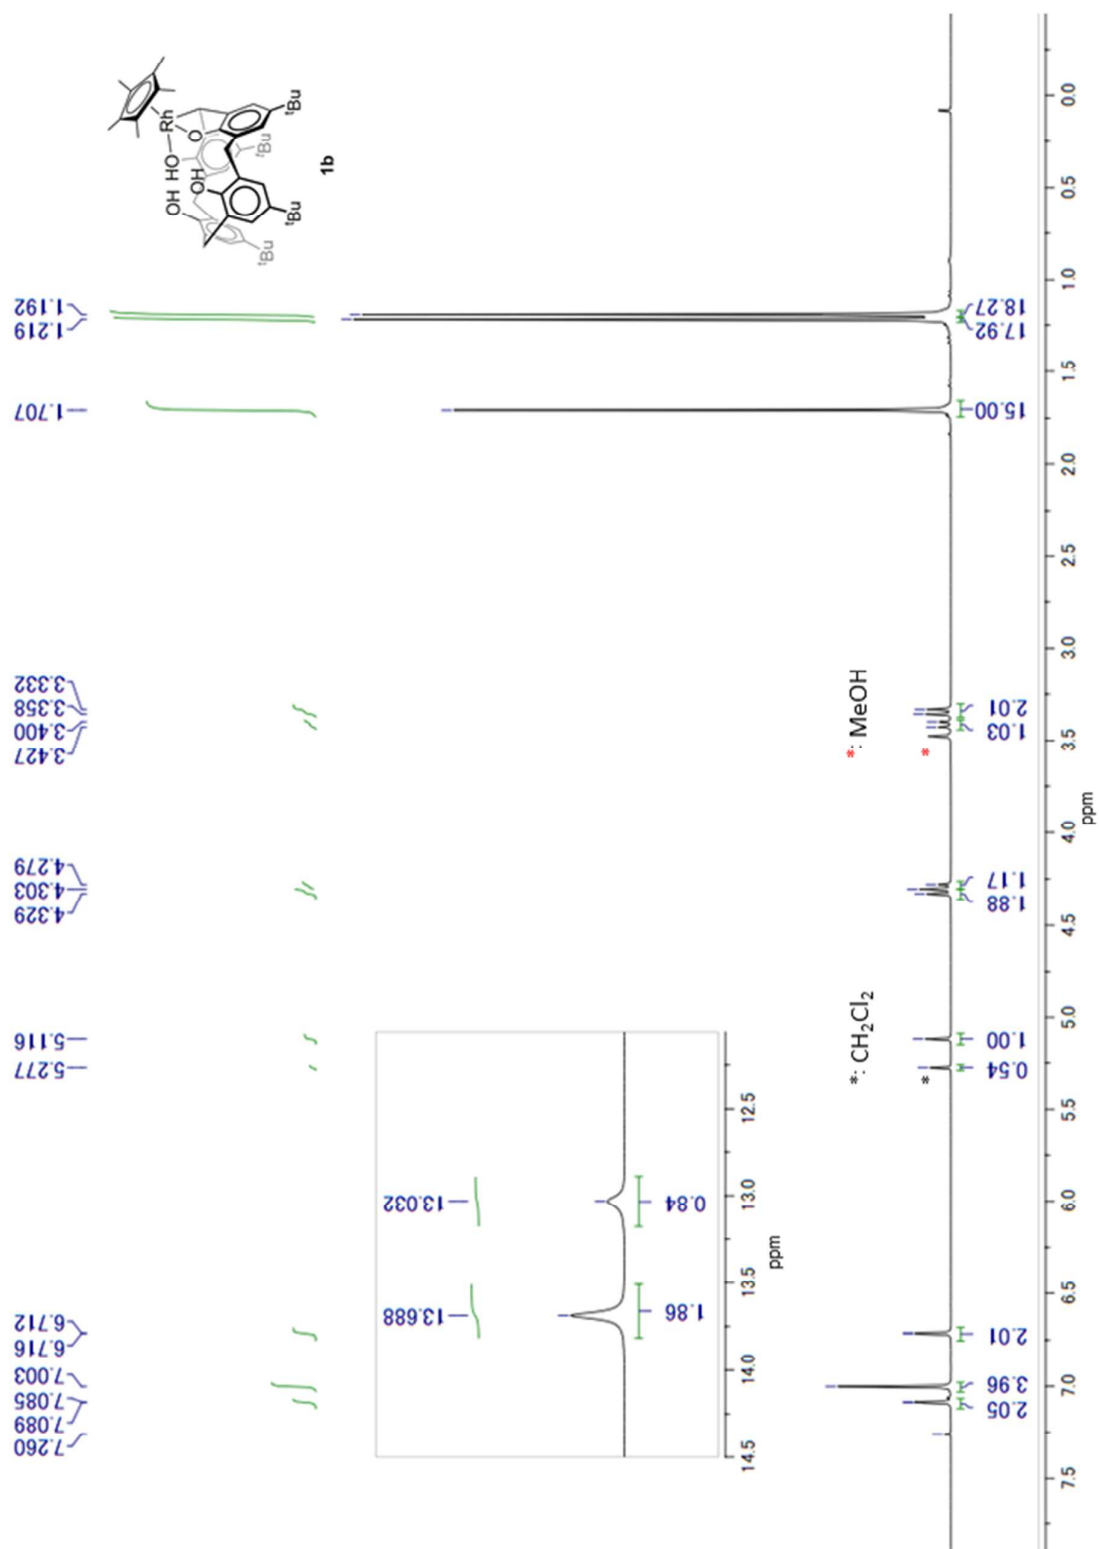 7.260
7.089
7.085
7.003
6.716
6.712
5.277
5.116
4.329
4.303
4.279
3.427
3.400
3.358
3.332
1.707
1.219
1.192
Rh
O
HO
OH
OH
tBu
tBu
tBu
tBu
1b
13.688
13.032
1.86
0.84
14.5 14.0 13.5 13.0 12.5
ppm
*: CH2Cl2
*
*: MeOH
*
2.05
3.96
2.01
0.54
1.00
1.88
1.17
1.03
2.01
15.00
17.92
18.27
7.5 7.0 6.5 6.0 5.5 5.0 4.5 4.0 3.5 3.0 2.5 2.0 1.5 1.0 0.5 0.0
ppm